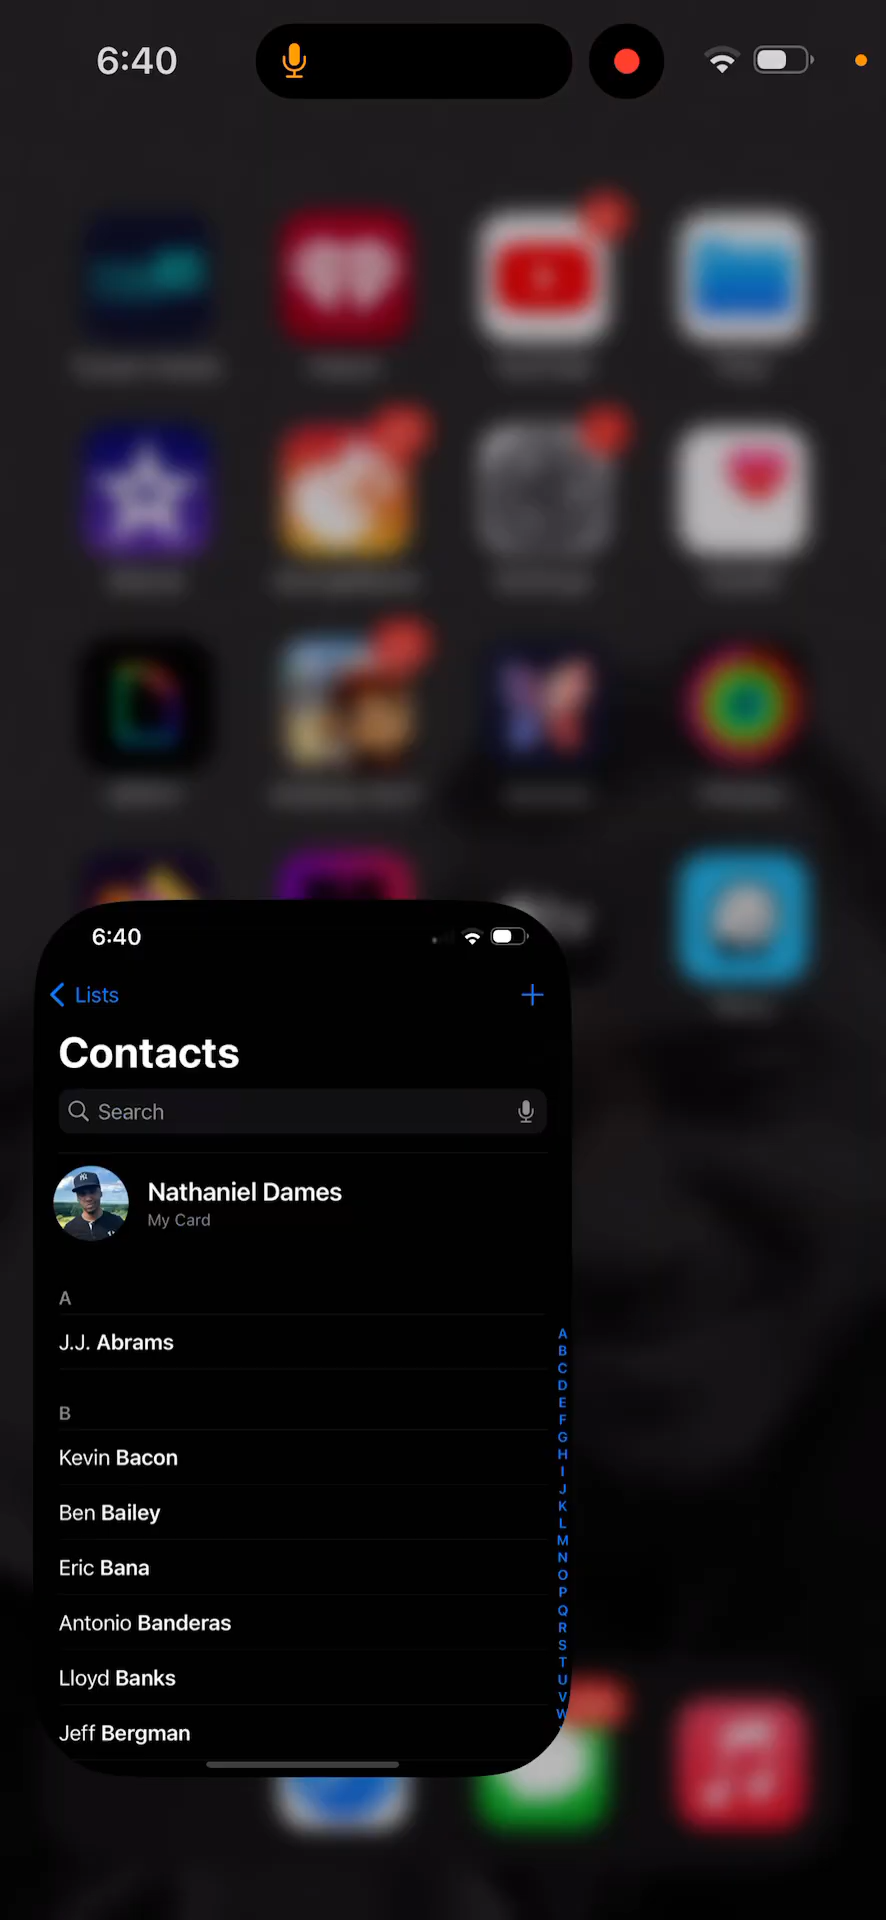 6:40
6:40
Lists
Contacts
Search
Nathaniel Dames
My Card
A
J.J. Abrams
B
Kevin Bacon
Ben Bailey
Eric Bana
Antonio Banderas
Lloyd Banks
Jeff Bergman
A
B
C
D
E
F
G
H
I
J
K
L
M
N
O
P
Q
R
S
T
U
V
W